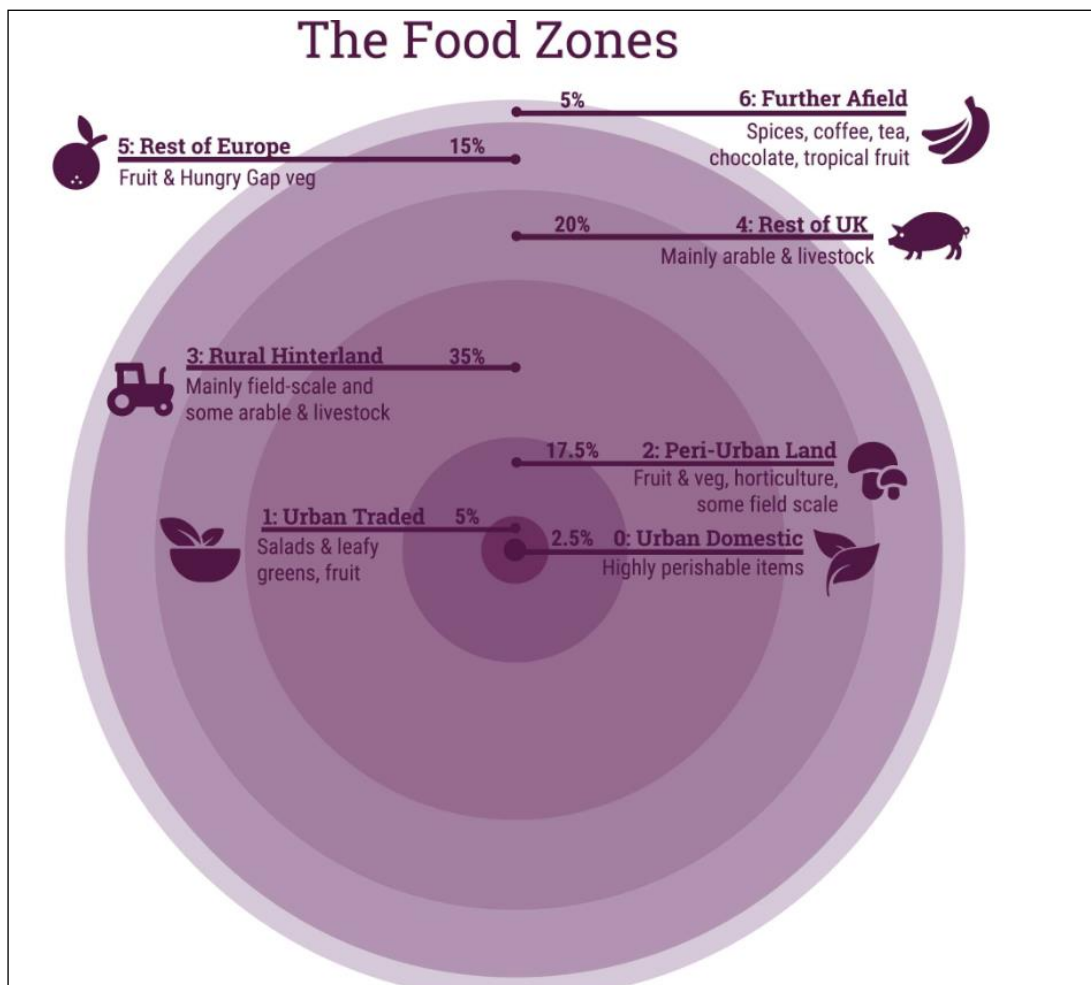 The Food Zones
5% 6: Further Afield
Spices, coffee, tea,
chocolate, tropical fruit
5: Rest of Europe 15%
Fruit & Hungry Gap veg
20% 4: Rest of UK
Mainly arable & livestock
3: Rural Hinterland 35%
Mainly field-scale and
some arable & livestock
17.5% 2: Peri-Urban Land
Fruit & veg, horticulture,
some field scale
1: Urban Traded 5%
Salads & leafy
greens, fruit
2.5% 0: Urban Domestic
Highly perishable items